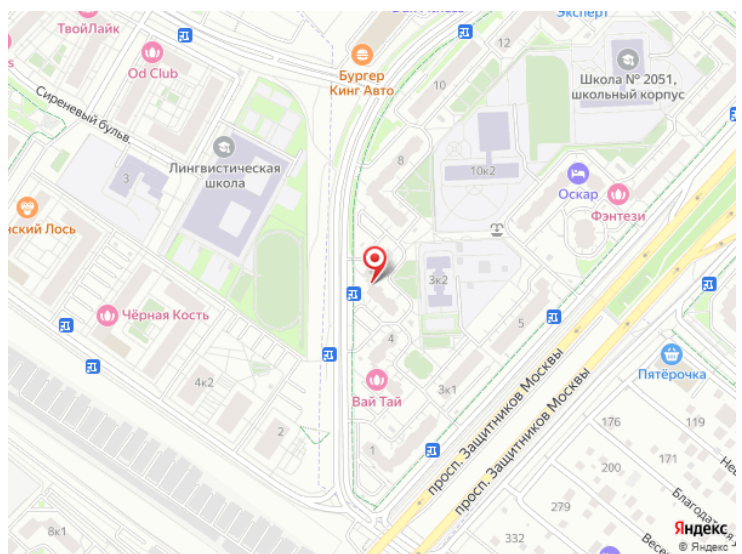 ТвойЛайк
Эксперт
Od Club
12
Бургер
Кинг Авто
Школа № 2051,
школьный корпус
10
Сиреневый бульв.
Лингвистическая
школа
8
3
10к2
Оскар
Фэнтези
нский Лось
3к2
Чёрная Кость
5
4
просп. Защитников Москвы
просп. Защитников Москвы
Пятёрочка
4к2
Вай Тай
3к1
2
1
176
119
171
200
279
332
8к1
Яндекс
© Яндекс